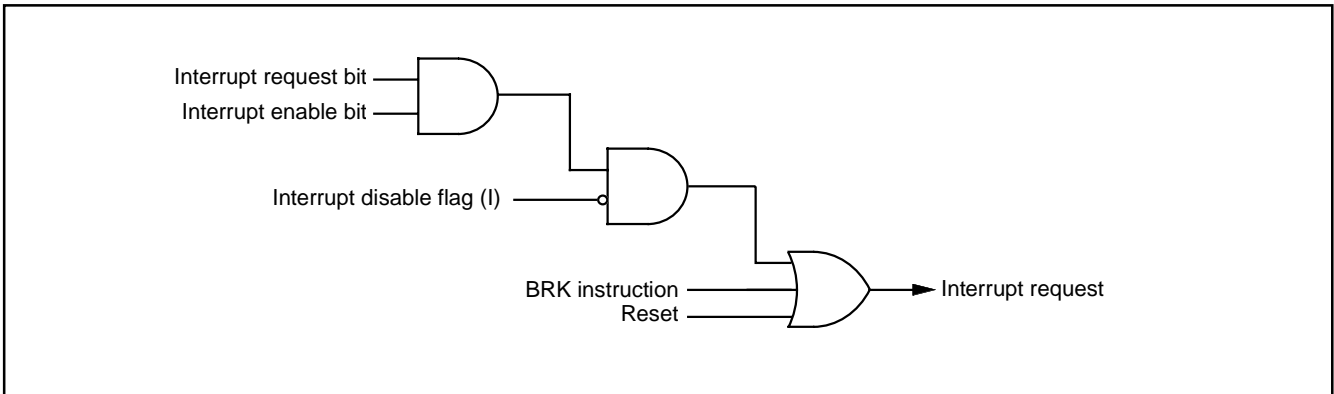 Interrupt request bit
Interrupt enable bit
Interrupt disable flag (I)
BRK instruction
Reset
Interrupt request